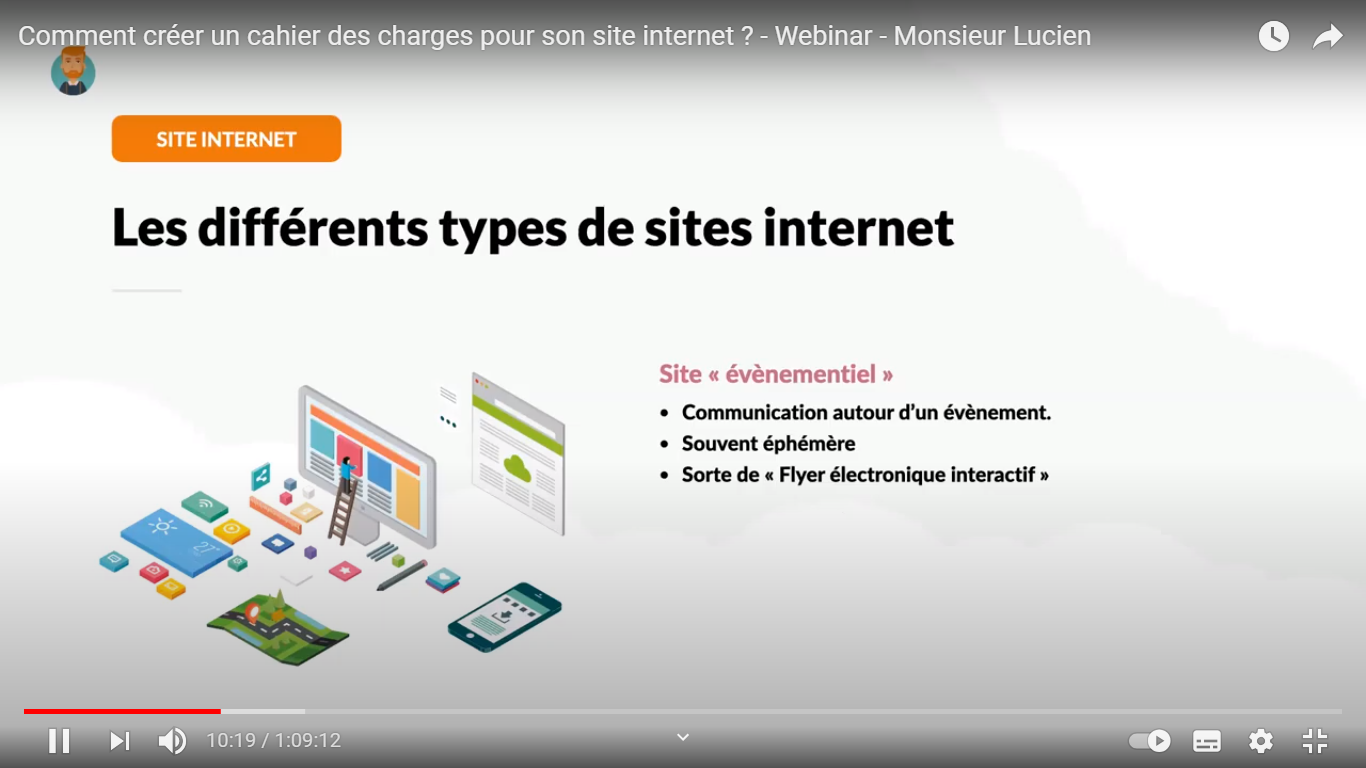 Comment créer un cahier des charges pour son site internet ? - Webinar - Monsieur Lucien
SITE INTERNET
Les différents types de sites internet
Site « évènementiel »
• Communication autour d’un évènement.
• Souvent éphémère
• Sorte de « Flyer électronique interactif »
27°
10:19 / 1:09:12